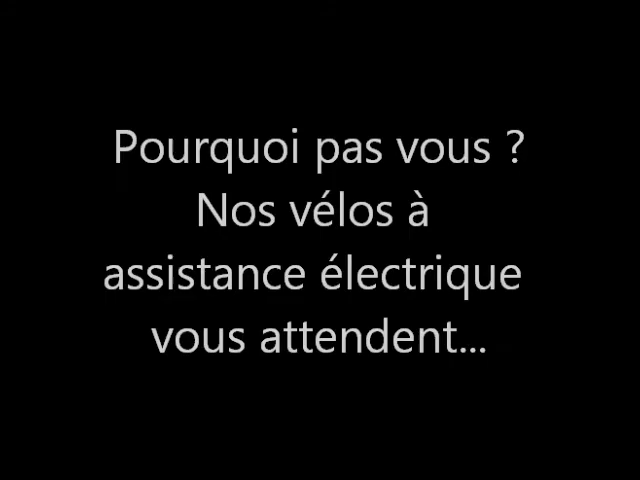 Pourquoi pas vous ?
Nos vélos à
assistance électrique
vous attendent...